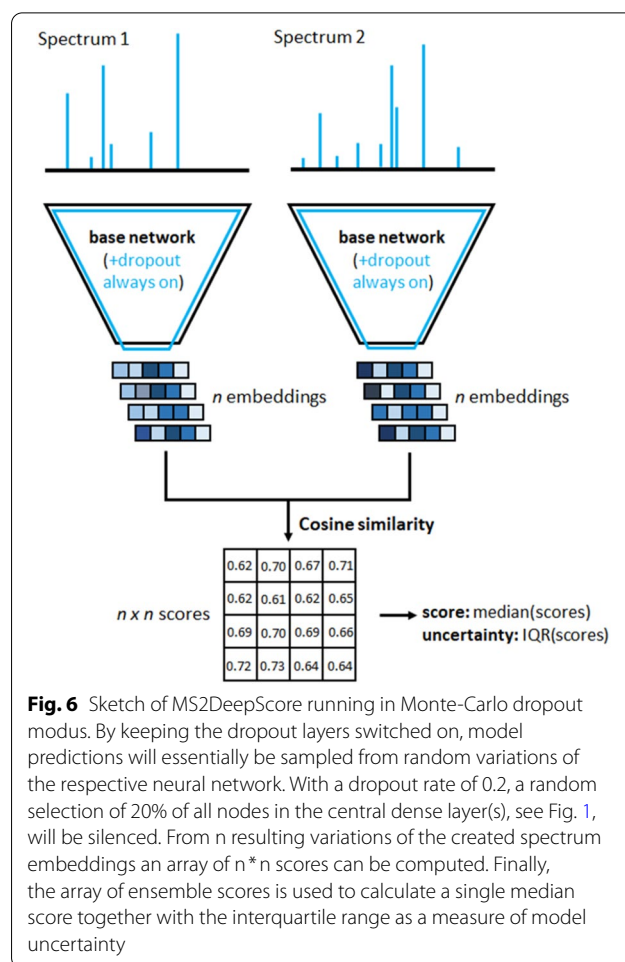 Spectrum 1
Spectrum 2
base network
(+dropout
always on)
base network
(+dropout
always on)
n embeddings
n embeddings
Cosine similarity
n x n scores
0.62 0.70 0.67 0.71
0.62 0.61 0.62 0.65
0.69 0.70 0.69 0.66
0.72 0.73 0.64 0.64
score: median(scores)
uncertainty: IQR(scores)
Fig. 6 Sketch of MS2DeepScore running in Monte-Carlo dropout
modus. By keeping the dropout layers switched on, model
predictions will essentially be sampled from random variations of
the respective neural network. With a dropout rate of 0.2, a random
selection of 20% of all nodes in the central dense layer(s), see Fig. 1,
will be silenced. From n resulting variations of the created spectrum
embeddings an array of n * n scores can be computed. Finally,
the array of ensemble scores is used to calculate a single median
score together with the interquartile range as a measure of model
uncertainty